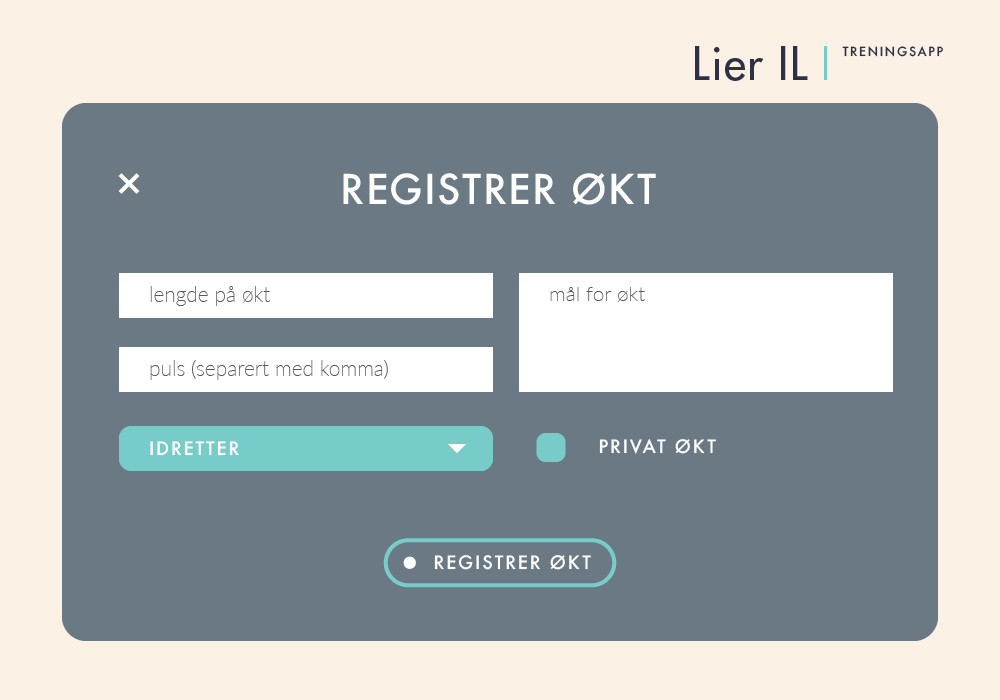 Lier IL
TRENINGSAPP
REGISTRER ØKT
lengde på økt
mål for økt
puls (separert med komma)
IDRETTER
PRIVAT ØKT
REGISTRER ØKT